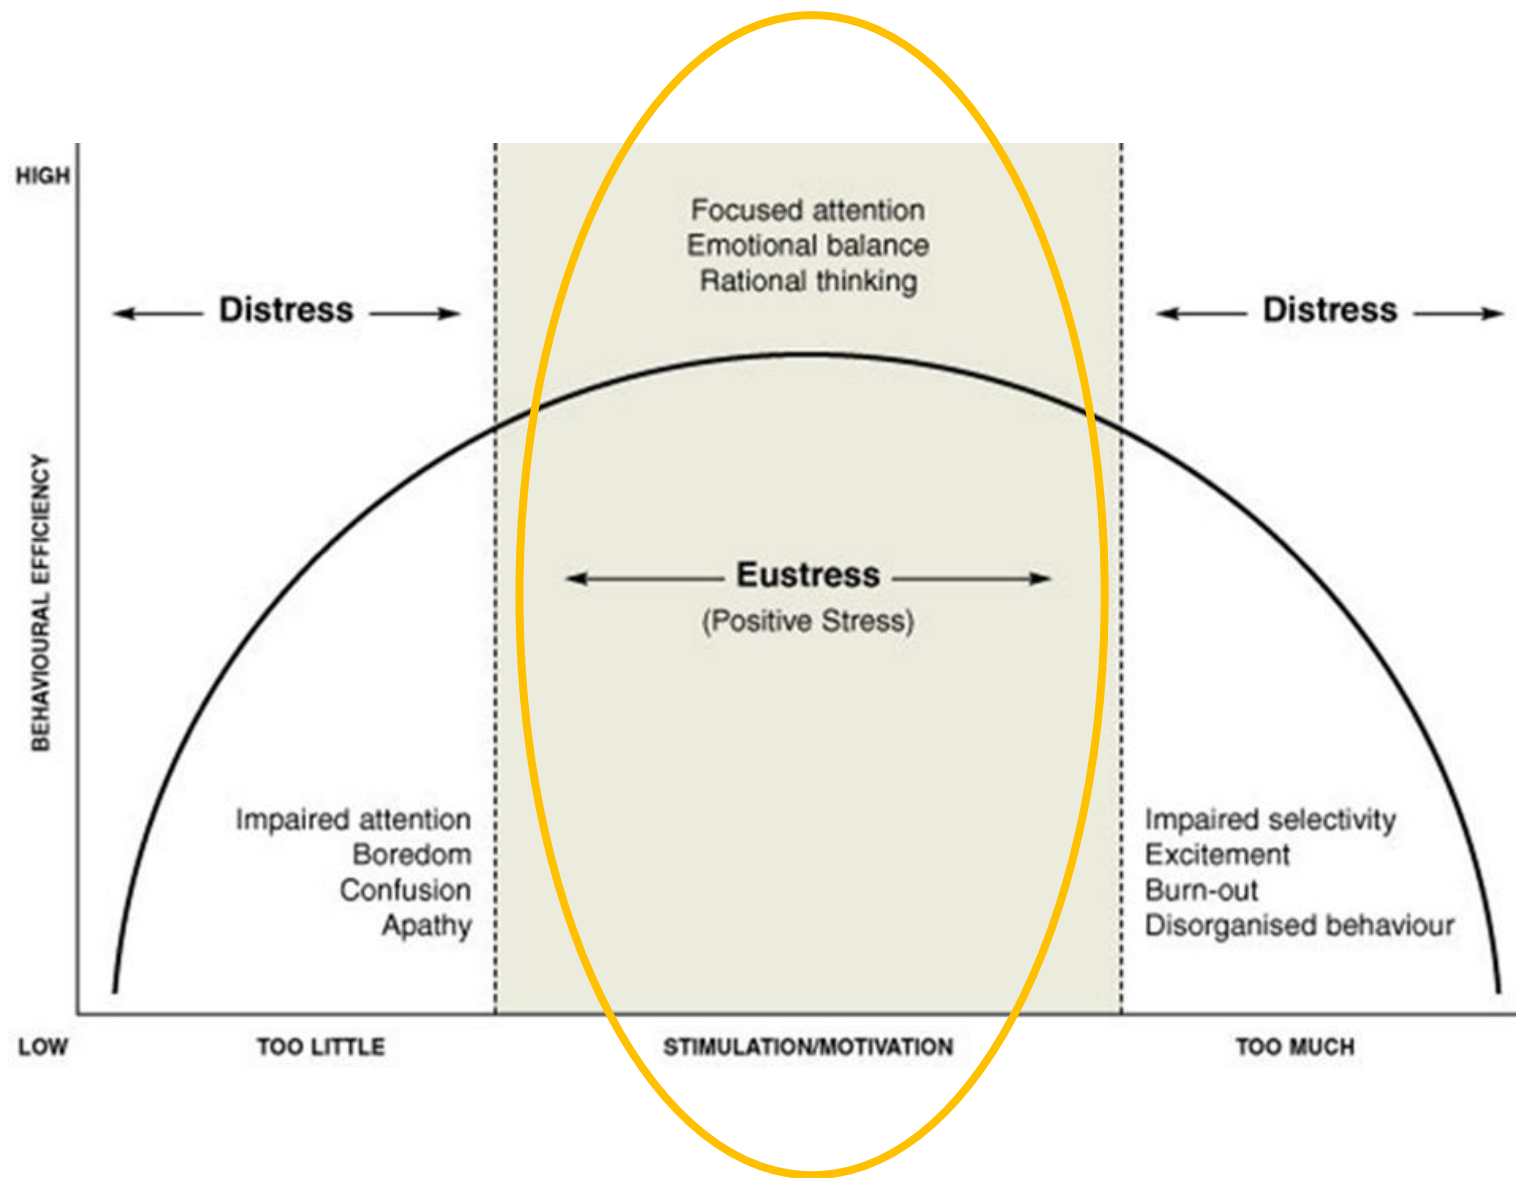 HIGH
Focused attention
Emotional balance
Rational thinking
Distress
Distress
BEHAVIOURAL EFFICIENCY
Eustress
(Positive Stress)
Impaired attention
Boredom
Confusion
Apathy
Impaired selectivity
Excitement
Burn-out
Disorganised behaviour
LOW
TOO LITTLE
STIMULATION/MOTIVATION
TOO MUCH